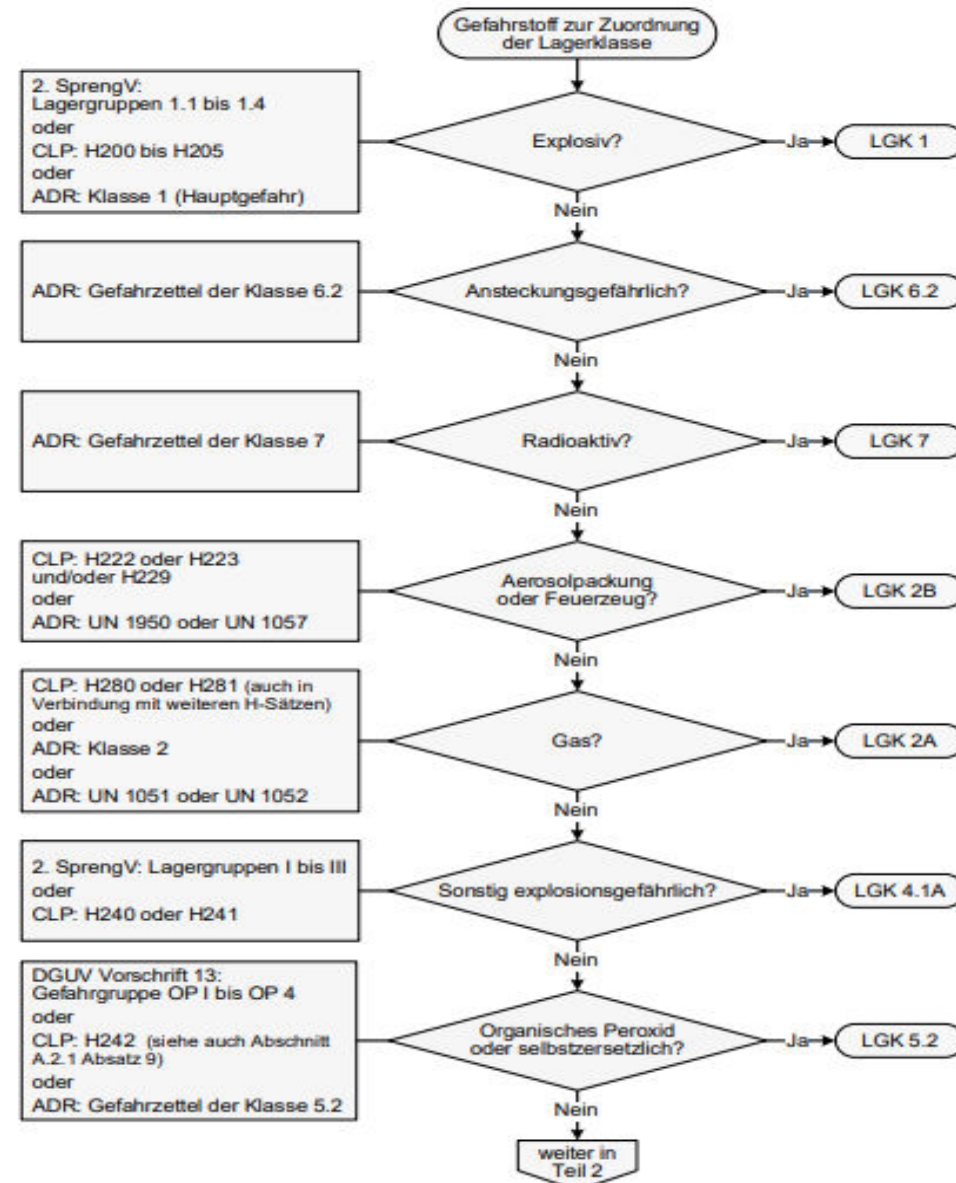 Gefahrstoff zur Zuordnung
der Lagerklasse
2. SprengV:
Lagergruppen 1.1 bis 1.4
oder
CLP: H200 bis H205
oder
ADR: Klasse 1 (Hauptgefahr)
Explosiv?
Ja
LGK 1
Nein
ADR: Gefahrzettel der Klasse 6.2
Ansteckungsgefährlich?
Ja
LGK 6.2
Nein
ADR: Gefahrzettel der Klasse 7
Radioaktiv?
Ja
LGK 7
Nein
CLP: H222 oder H223
und/oder H229
oder
ADR: UN 1950 oder UN 1057
Aerosolpackung
oder Feuerzeug?
Ja
LGK 2B
Nein
CLP: H280 oder H281 (auch in
Verbindung mit weiteren H-Sätzen)
oder
ADR: Klasse 2
oder
ADR: UN 1051 oder UN 1052
Gas?
Ja
LGK 2A
Nein
2. SprengV: Lagergruppen I bis III
oder
CLP: H240 oder H241
Sonstig explosionsgefährlich?
Ja
LGK 4.1A
Nein
DGUV Vorschrift 13:
Gefahrgruppe OP I bis OP 4
oder
CLP: H242 (siehe auch Abschnitt
A.2.1 Absatz 9)
oder
ADR: Gefahrzettel der Klasse 5.2
Organisches Peroxid
oder selbstzersetzlich?
Ja
LGK 5.2
Nein
weiter in
Teil 2